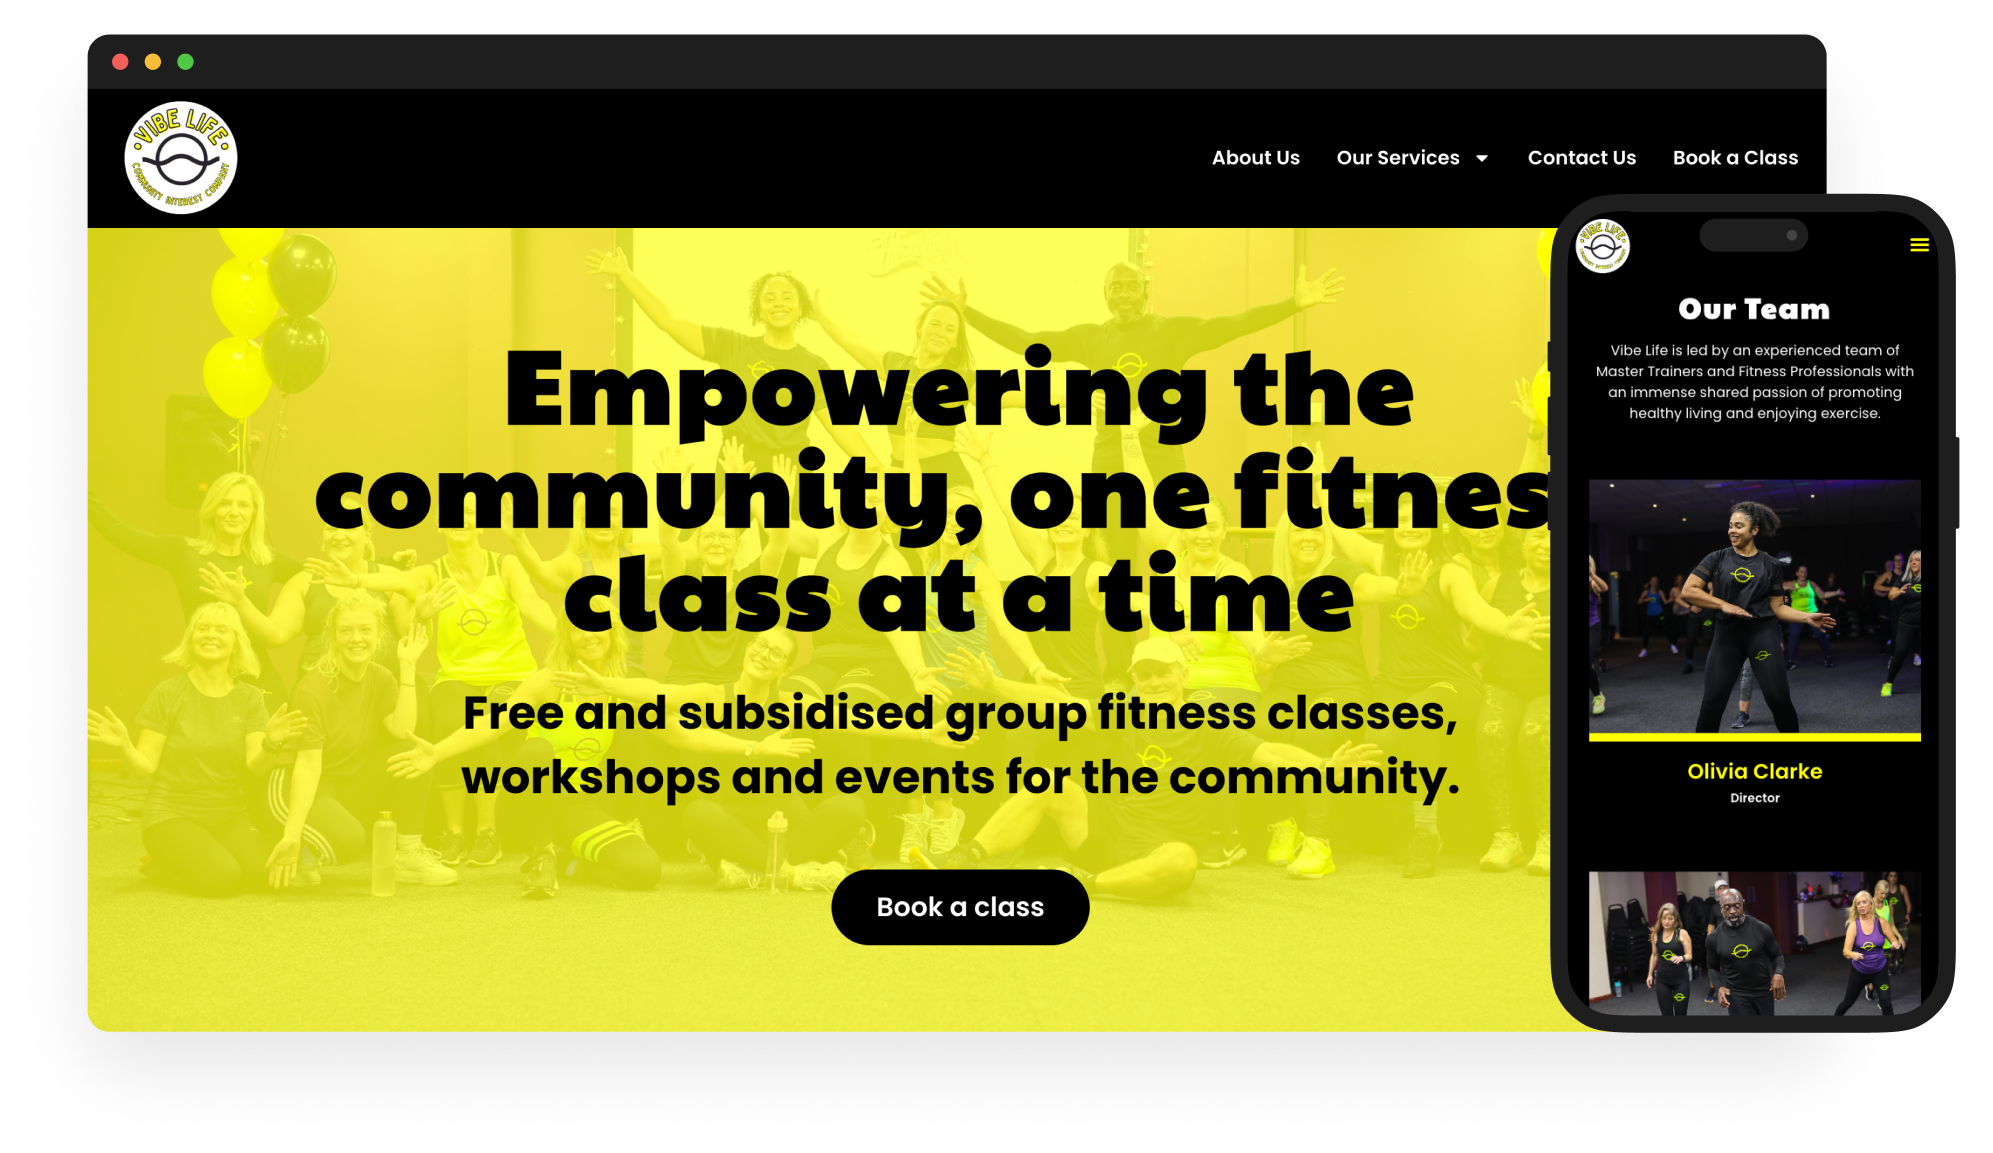 VIBE LIFE
COMMUNITY INTEREST COMPANY
About Us
Our Services
Contact Us
Book a Class
Empowering the
community, one fitnes
class at a time
Free and subsidised group fitness classes,
workshops and events for the community.
Book a class
VIBE LIFE
COMMUNITY INTEREST COMPANY
Our Team
Vibe Life is led by an experienced team of
Master Trainers and Fitness Professionals with
an immense shared passion of promoting
healthy living and enjoying exercise.
Olivia Clarke
Director